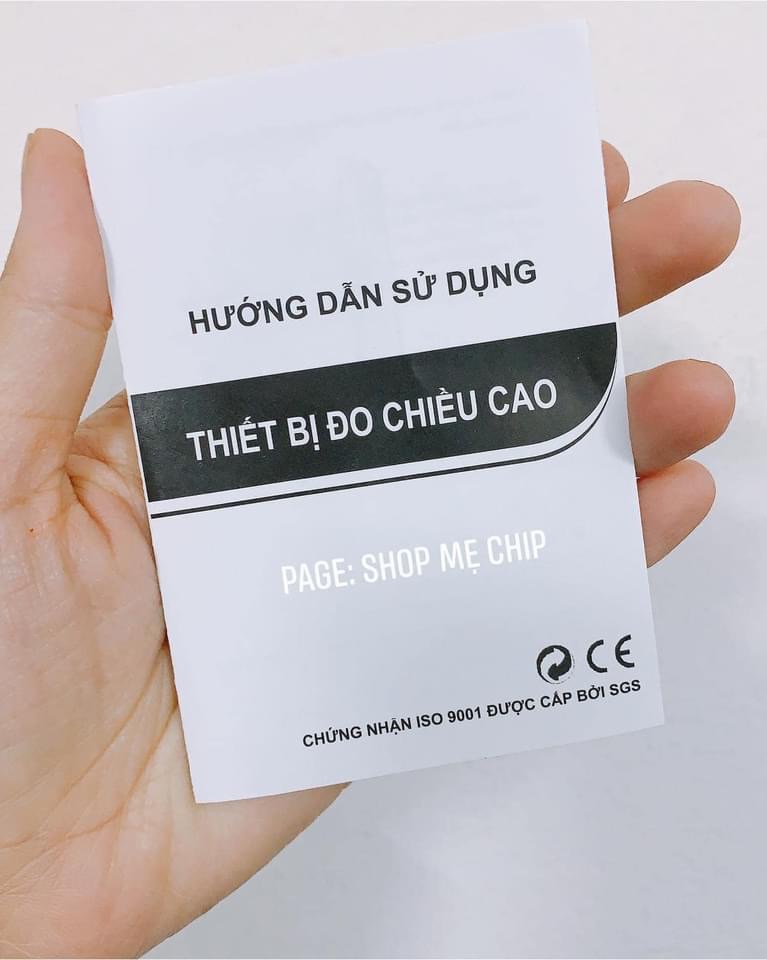 HƯỚNG DẪN SỬ DỤNG
THIẾT BỊ ĐO CHIỀU CAO
PAGE: SHOP MẸ CHIP
CE
CHỨNG NHẬN ISO 9001 ĐƯỢC CẤP BỞI SGS